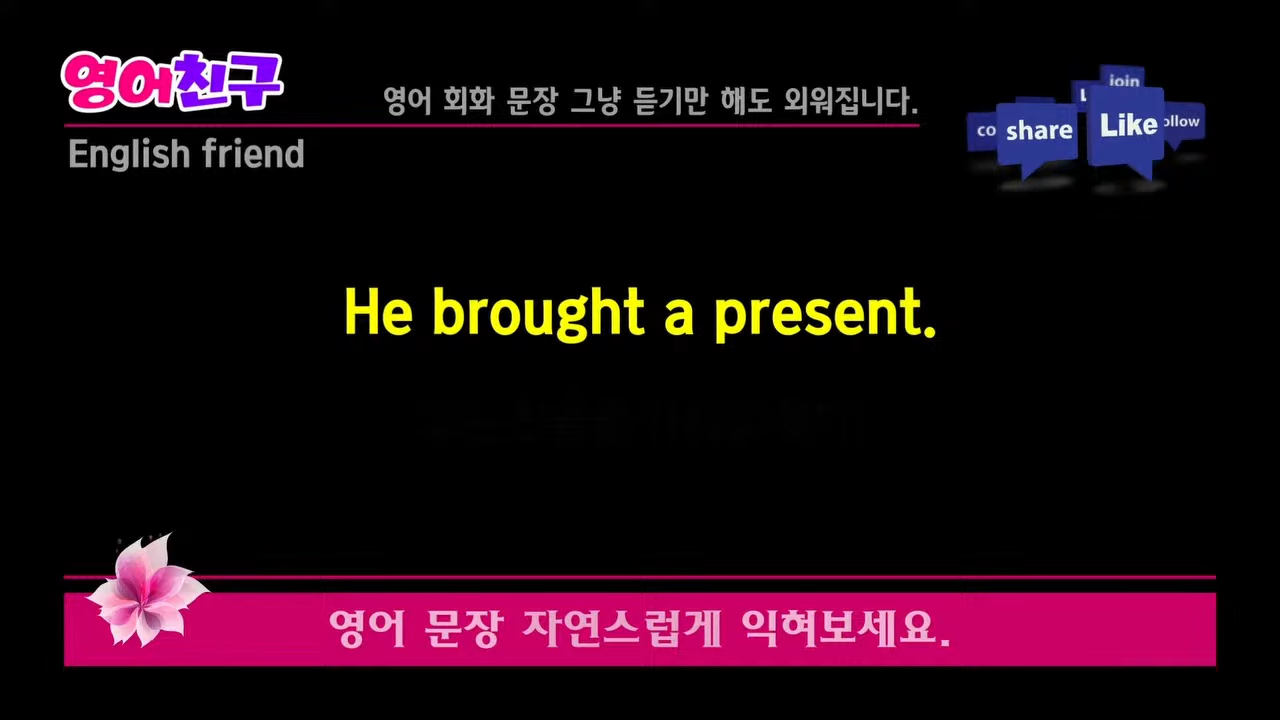 영어친구
영어 회화 문장 그냥 듣기만 해도 외워집니다.
English friend
join
share
Like
He brought a present.
영어 문장 자연스럽게 익혀보세요.